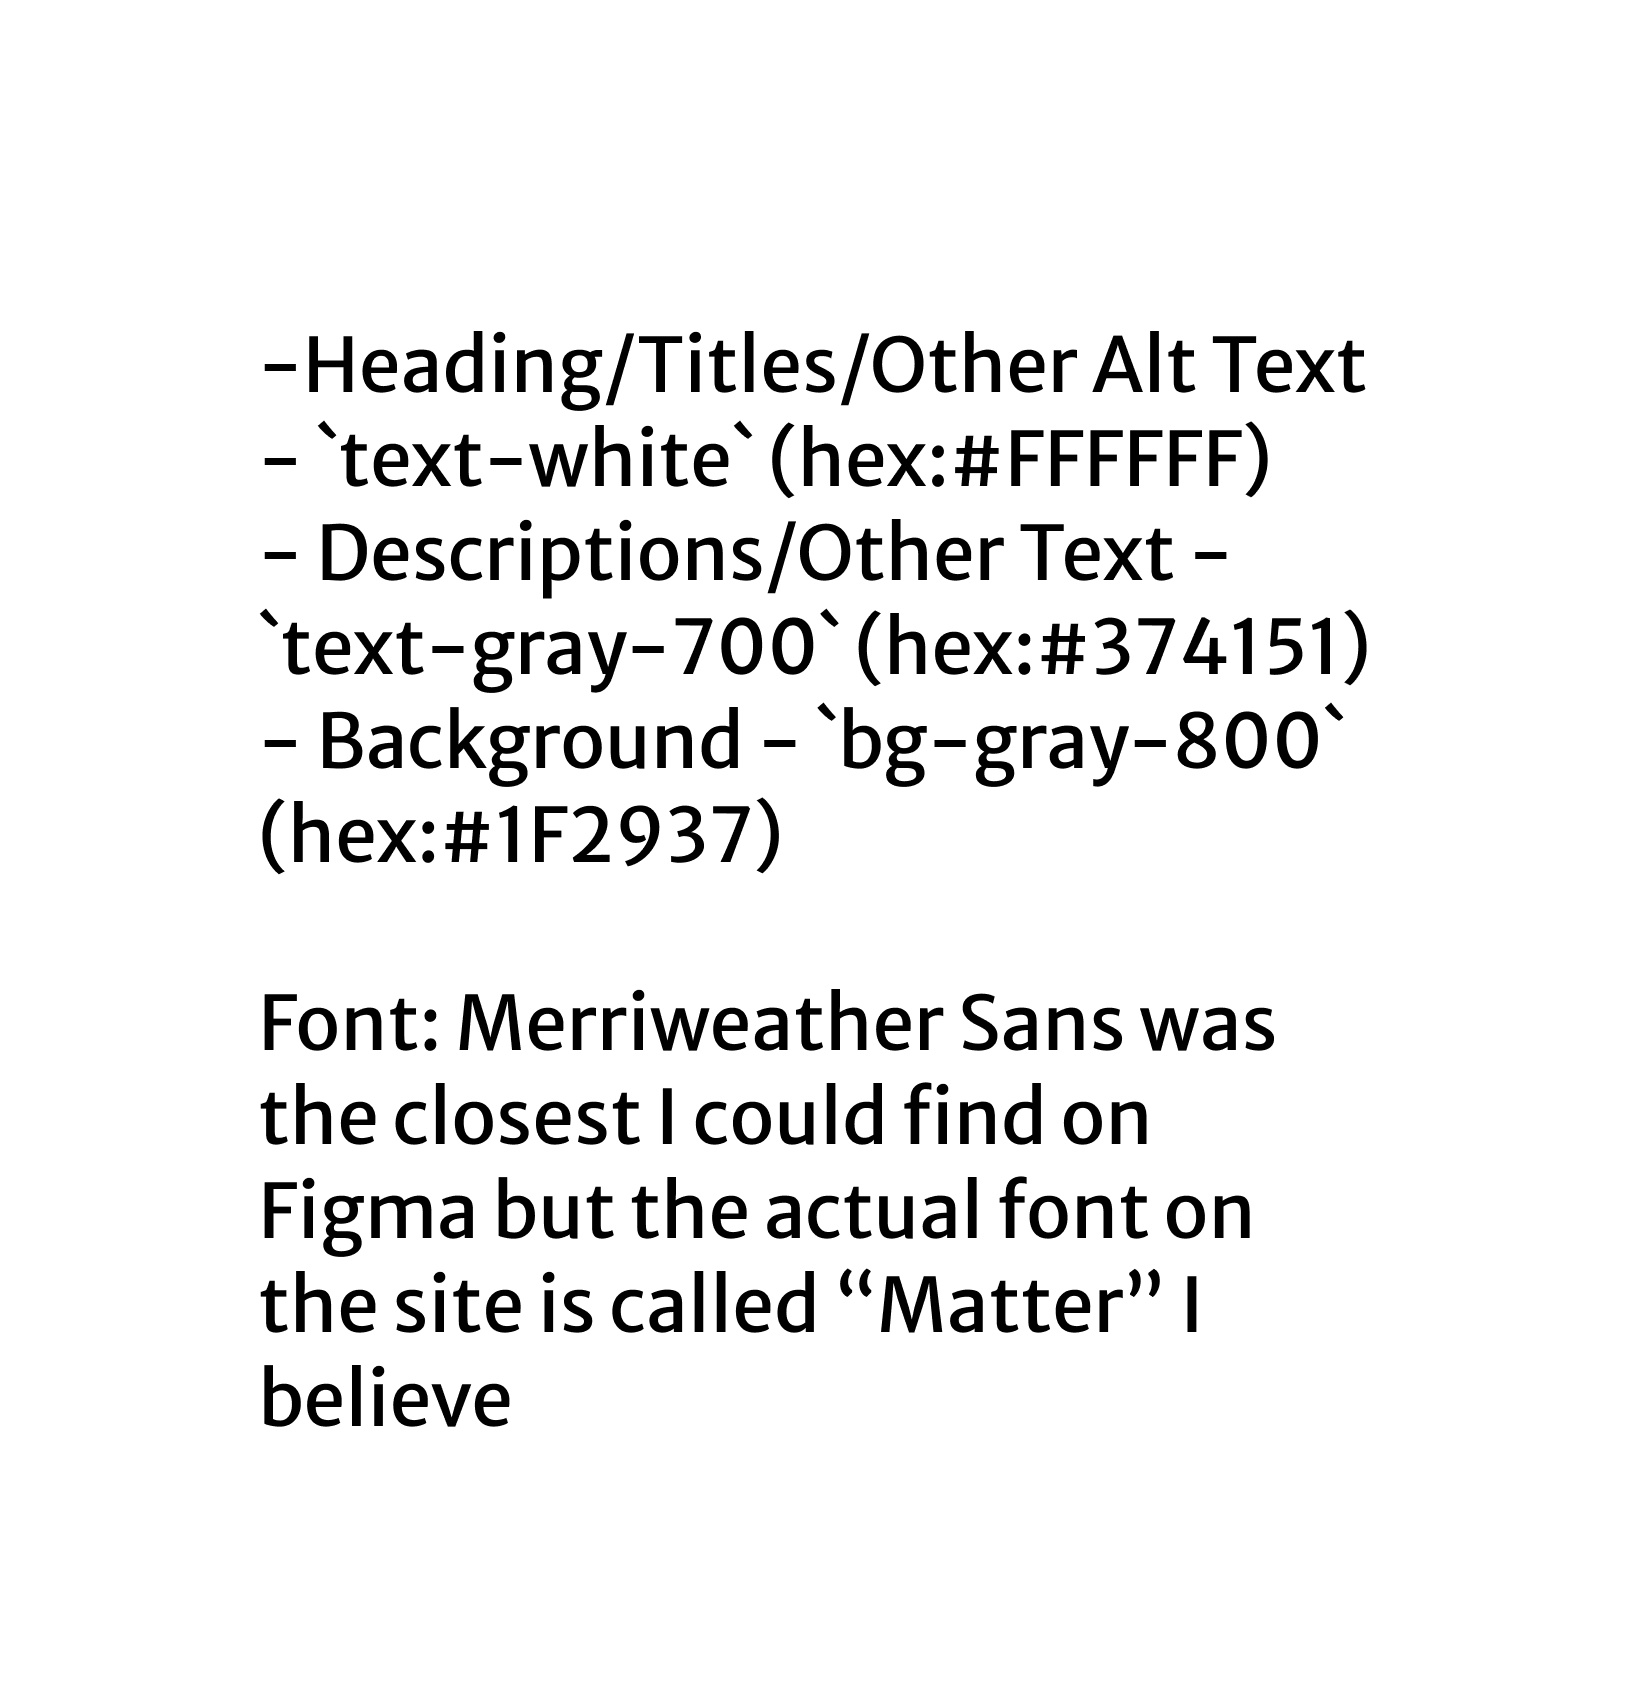 -Heading/Titles/Other Alt Text
- `text-white` (hex:#FFFFFF)
- Descriptions/Other Text -
`text-gray-700` (hex:#374151)
- Background - `bg-gray-800`
(hex:#1F2937)
Font: Merriweather Sans was
the closest I could find on
Figma but the actual font on
the site is called “Matter” I
believe